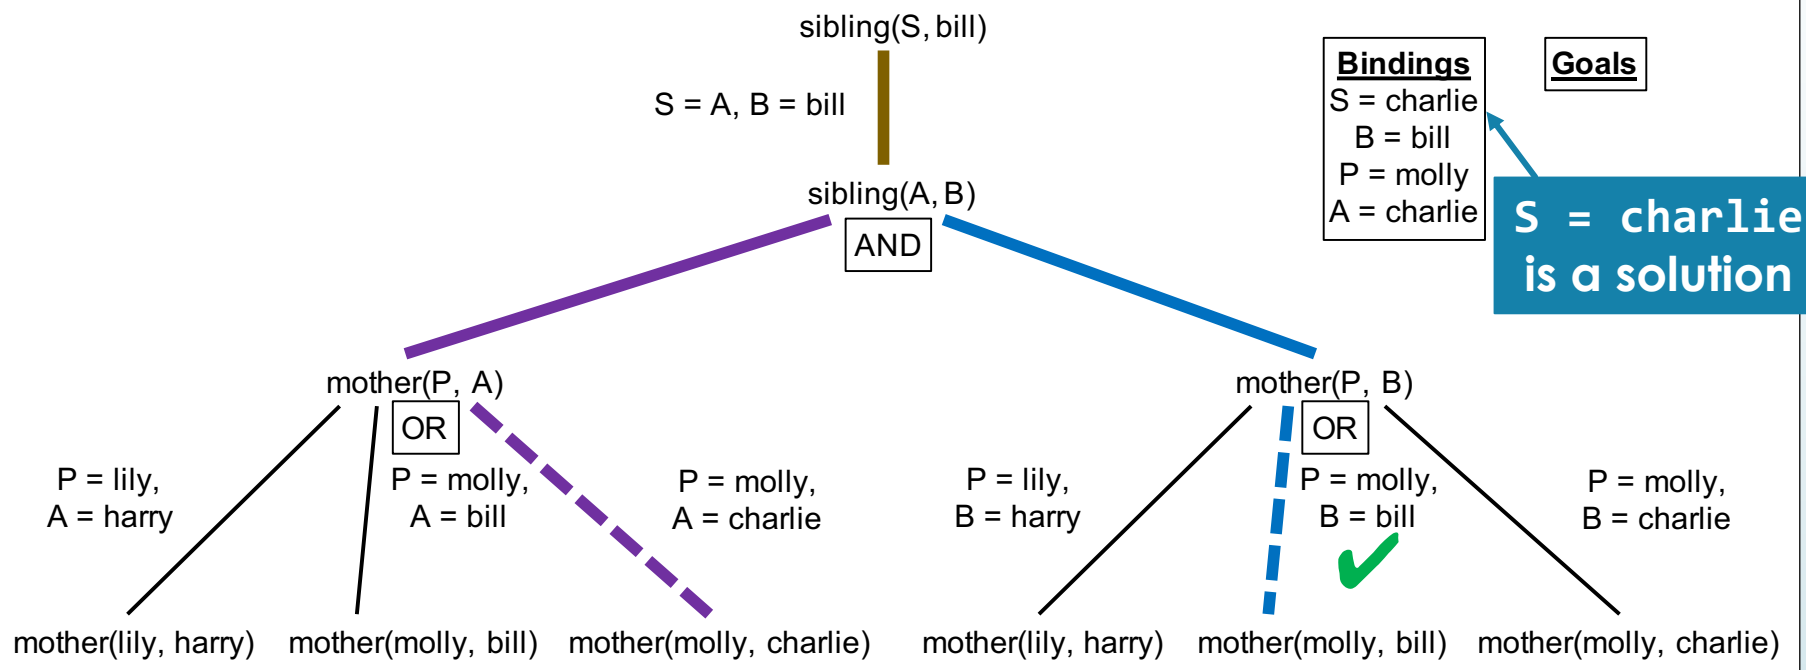 sibling(S, bill)
S = A, B = bill
sibling(A, B)
AND
Bindings
S = charlie
B = bill
P = molly
A = charlie
Goals
S = charlie
is a solution
mother(P, A)
OR
P = lily,
A = harry
P = molly,
A = bill
P = molly,
A = charlie
mother(P, B)
OR
P = lily,
B = harry
P = molly,
B = bill
P = molly,
B = charlie
mother(lily, harry)
mother(molly, bill)
mother(molly, charlie)
mother(lily, harry)
mother(molly, bill)
mother(molly, charlie)